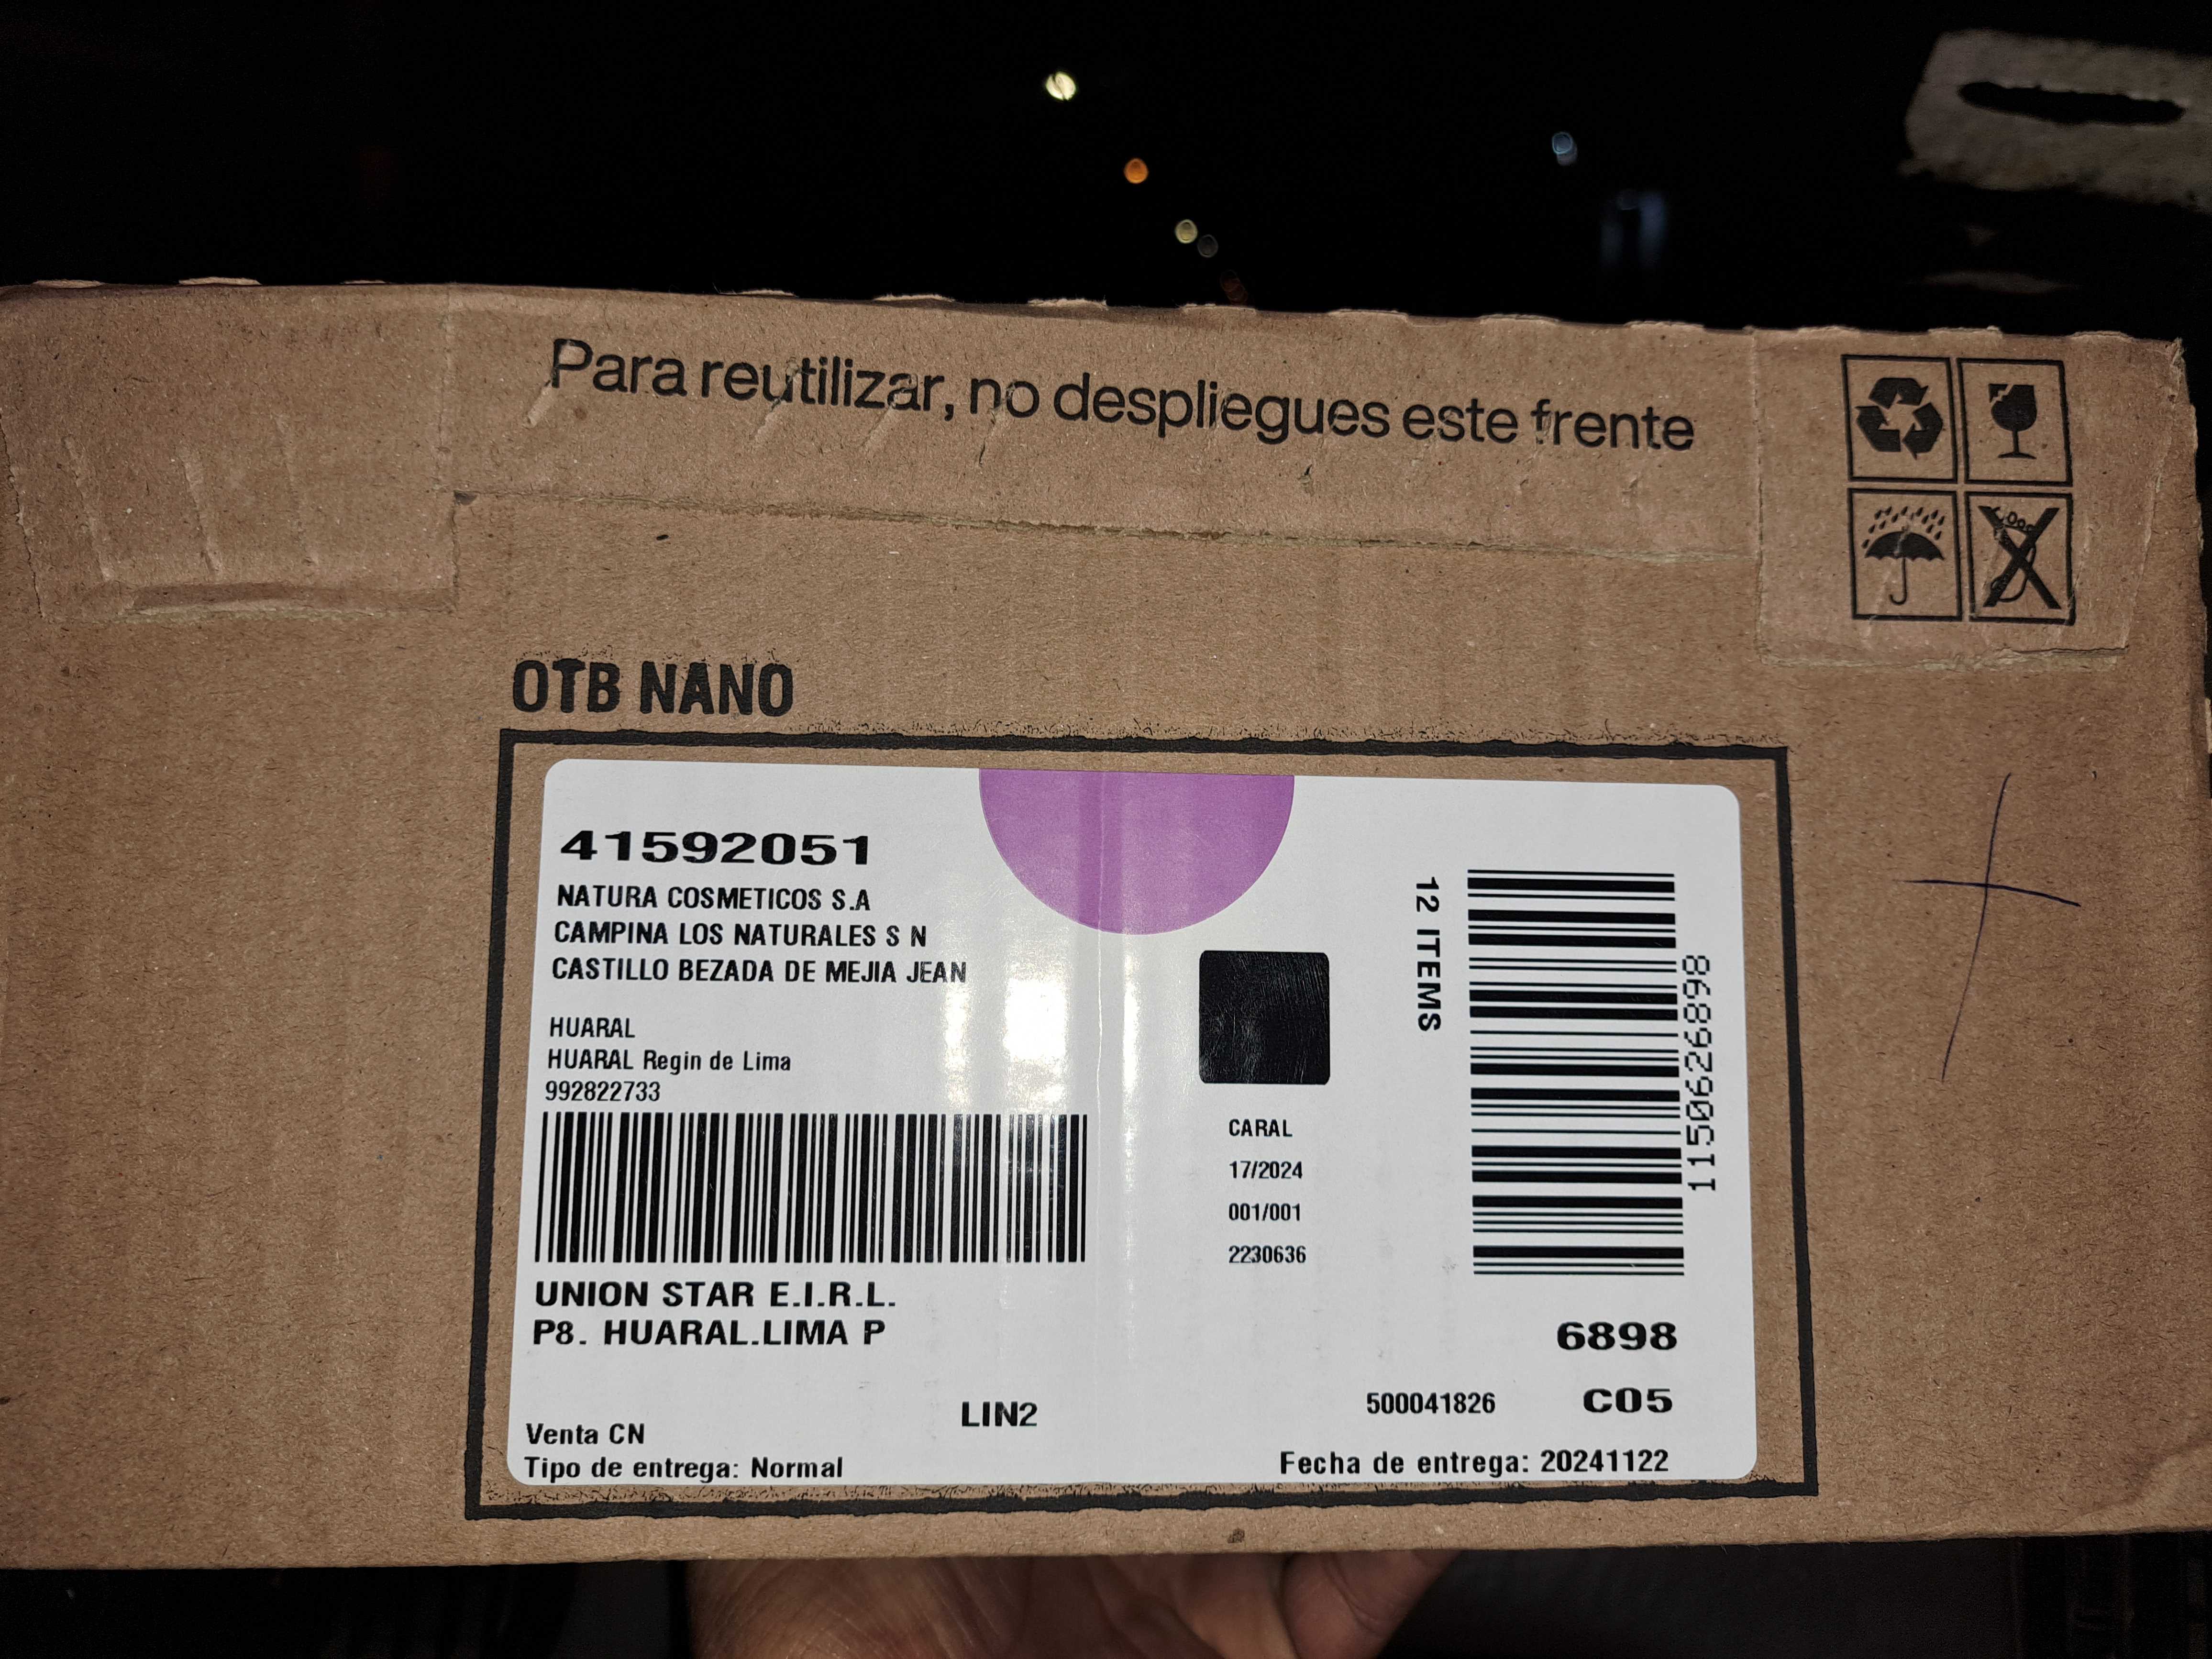 Para reutilizar, no despliegues este frente
OTB NANO
41592051
NATURA COSMETICOS S.A
CAMPINA LOS NATURALES S N
CASTILLO BEZADA DE MEJIA JEAN
HUARAL
HUARAL Regin de Lima
992822733
UNION STAR E.I.R.L.
P8. HUARAL.LIMA P
Venta CN
Tipo de entrega: Normal
LIN2
CARAL
17/2024
001/001
2230636
12 ITEMS
1150626898
6898
500041826 C05
Fecha de entrega: 20241122